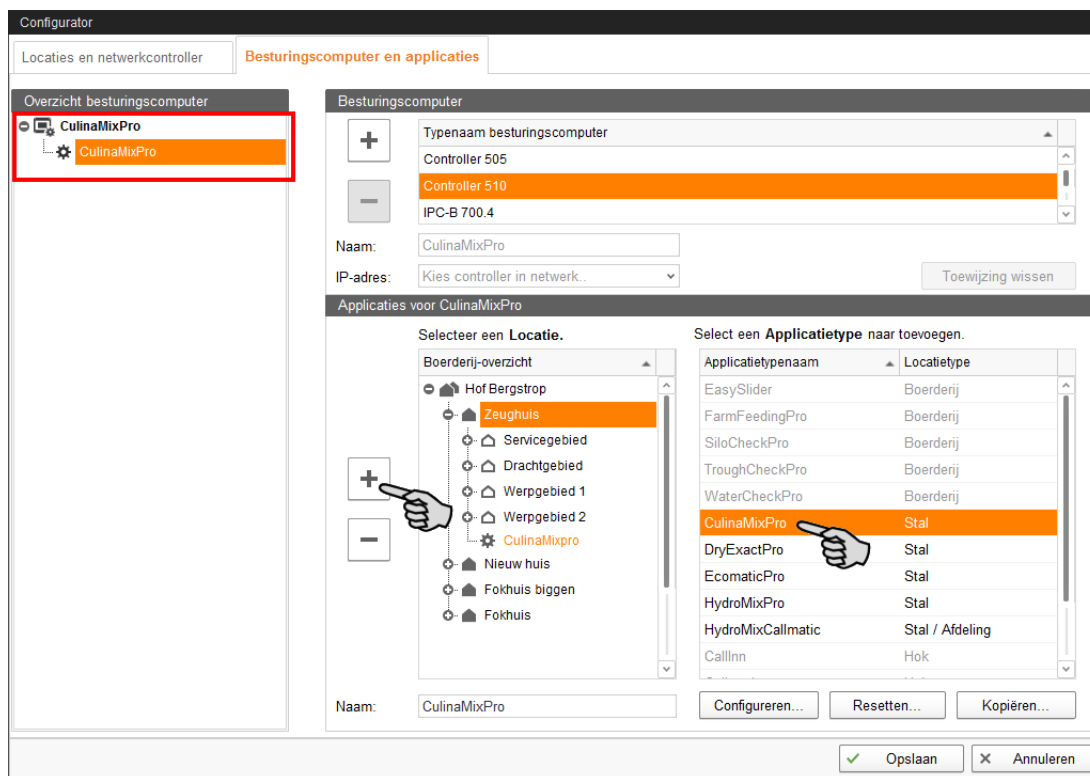 Configurator
Locaties en netwerkcontroller
Besturingscomputer en applicaties
Overzicht besturingscomputer
CulinaMixPro
CulinaMixPro
Besturingscomputer
Typenaam besturingscomputer
Controller 505
Controller 510
IPC-B 700.4
Naam: CulinaMixPro
IP-adres: Kies controller in netwerk..
Toewijzing wissen
Applicaties voor CulinaMixPro
Selecteer een Locatie.
Boerderij-overzicht
Hof Bergstrop
Zeughuis
Servicegebied
Drachtgebied
Werpgebied 1
Werpgebied 2
CulinaMixpro
Nieuw huis
Fokhuis biggen
Fokhuis
Select een Applicatietype naar toevoegen.
Applicatietypenaam Locatietype
EasySlider Boerderij
FarmFeedingPro Boerderij
SiloCheckPro Boerderij
TroughCheckPro Boerderij
WaterCheckPro Boerderij
CulinaMixPro Stal
DryExactPro Stal
EcomaticPro Stal
HydroMixPro Stal
HydroMixCallmatic Stal / Afdeling
CallInn Hok
Naam: CulinaMixPro
Configureren...
Resetten...
Kopiëren...
Opslaan
Annuleren